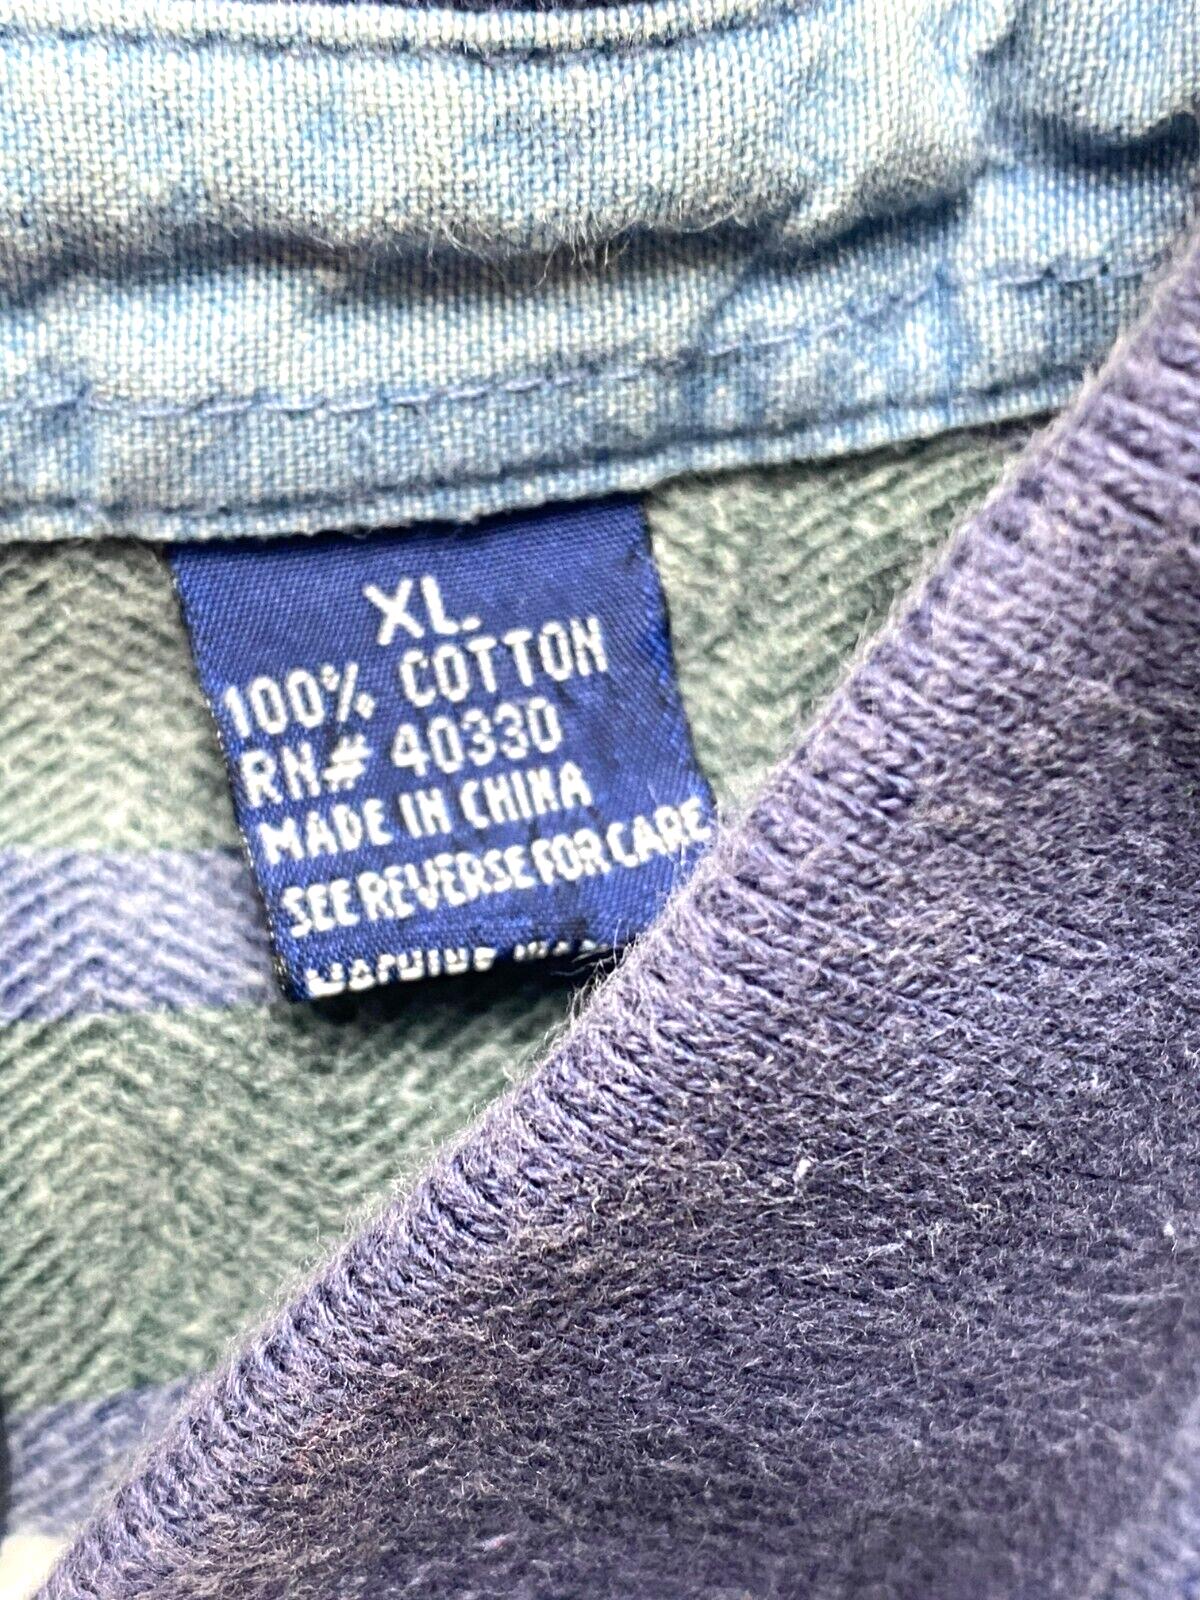 XL
100% COTTON
RN# 40330
MADE IN CHINA
SEE REVERSE FOR CARE